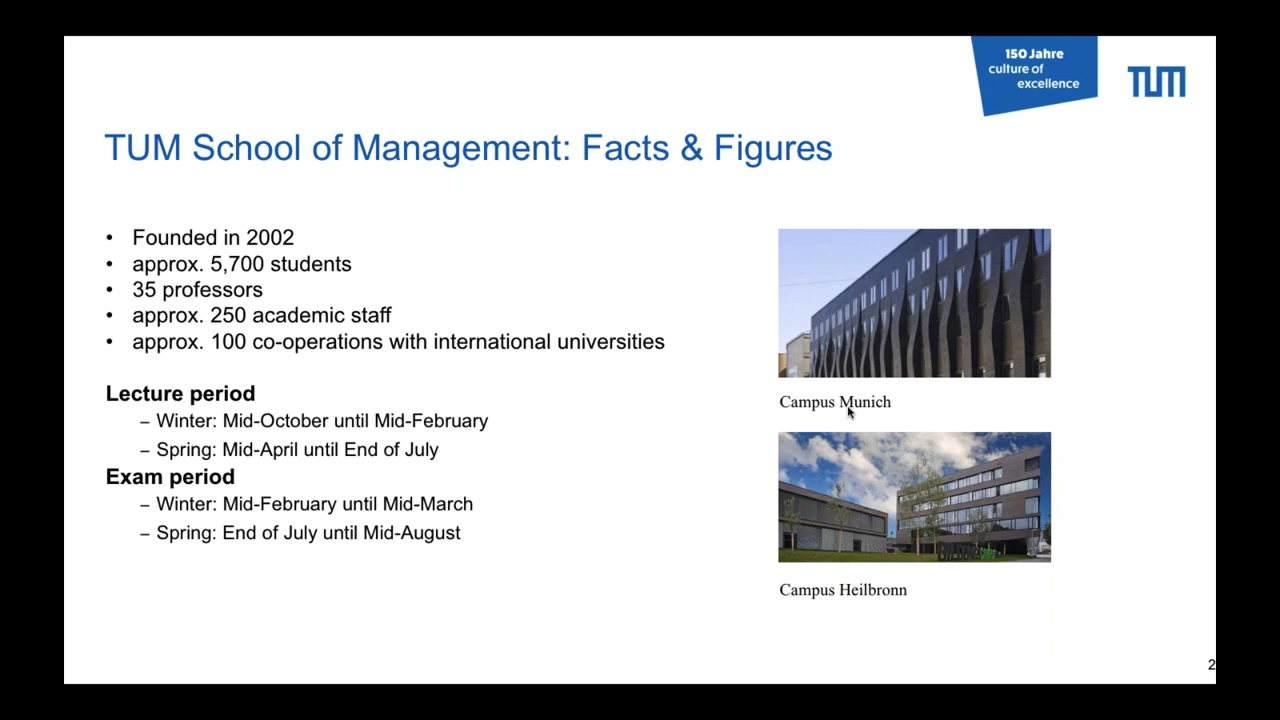 150 Jahre
culture of
excellence
TUM
TUM School of Management: Facts & Figures
• Founded in 2002
• approx. 5,700 students
• 35 professors
• approx. 250 academic staff
• approx. 100 co-operations with international universities
Lecture period
– Winter: Mid-October until Mid-February
– Spring: Mid-April until End of July
Exam period
– Winter: Mid-February until Mid-March
– Spring: End of July until Mid-August
Campus Munich
Campus Heilbronn
2